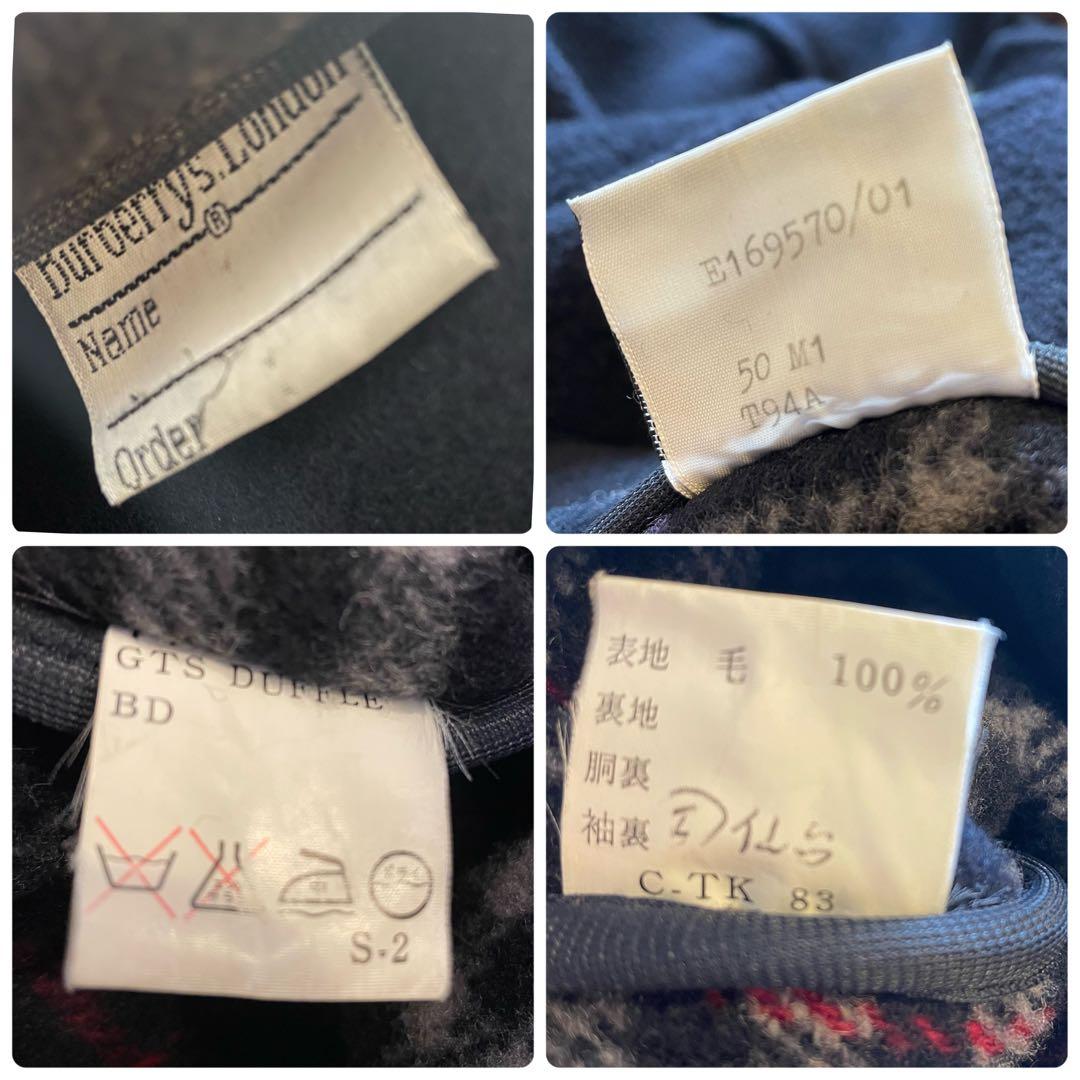 Burberrys.London
®
Name
Order
E169570/01
50 M1
T94A
GTS DUFFLE
BD
S-2
表地 毛 100%
裏地
胴裏
袖裏
C-TK 83